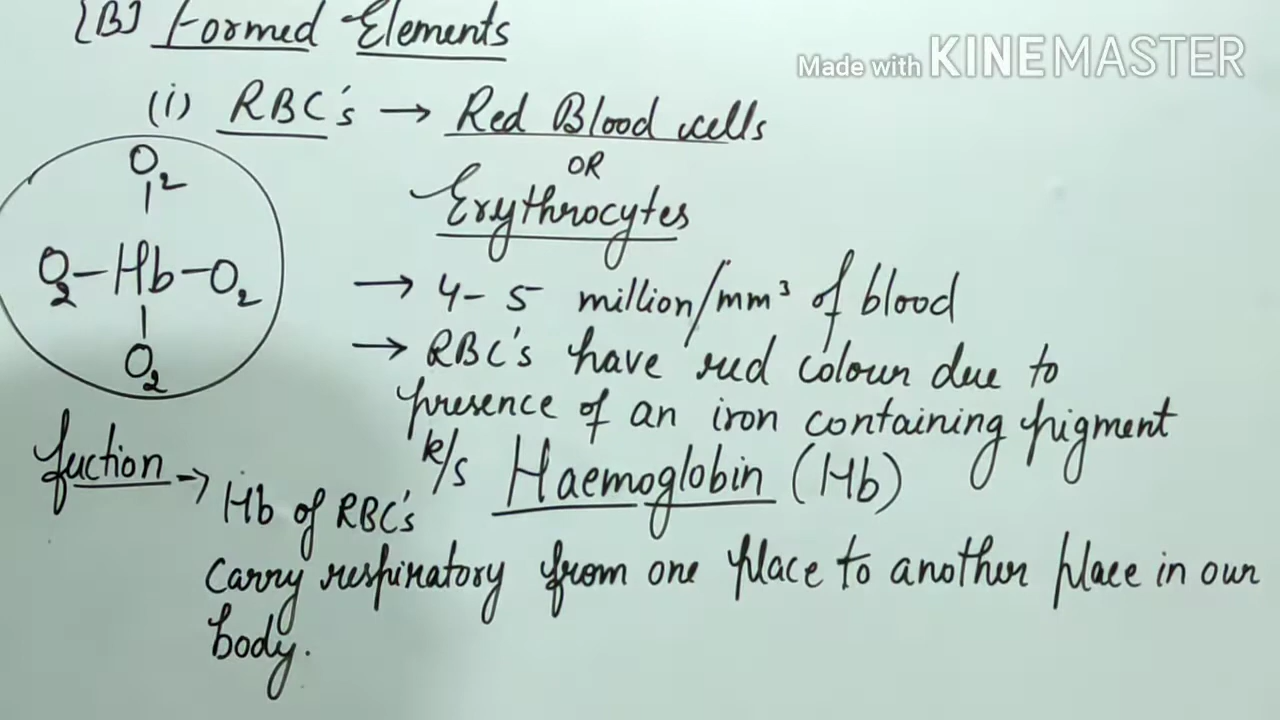 [B] Formed Elements
Made with KINEMASTER
(i) RBC's → Red Blood cells
OR
Erythrocytes
O2
O2-Hb-O2
O2
→ 4-5 million/mm³ of blood
→ RBC's have red colour due to
presence of an iron containing pigment
k/s Haemoglobin (Hb)
fuction → Hb of RBC's
carry respiratory from one place to another place in our
body.